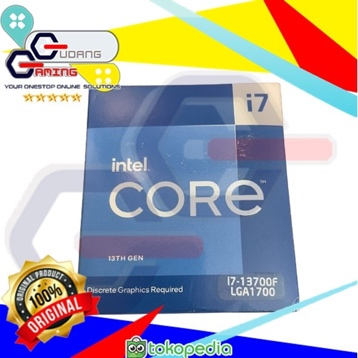 GUDANG
GAMING
YOUR ONESTOP ONLINE SOLUTIONS
i7
intel
CORE™
13TH GEN
i7-13700F
LGA1700
Discrete Graphics Required
ORIGINAL PRODUCT
100%
ORIGINAL
tokopedia